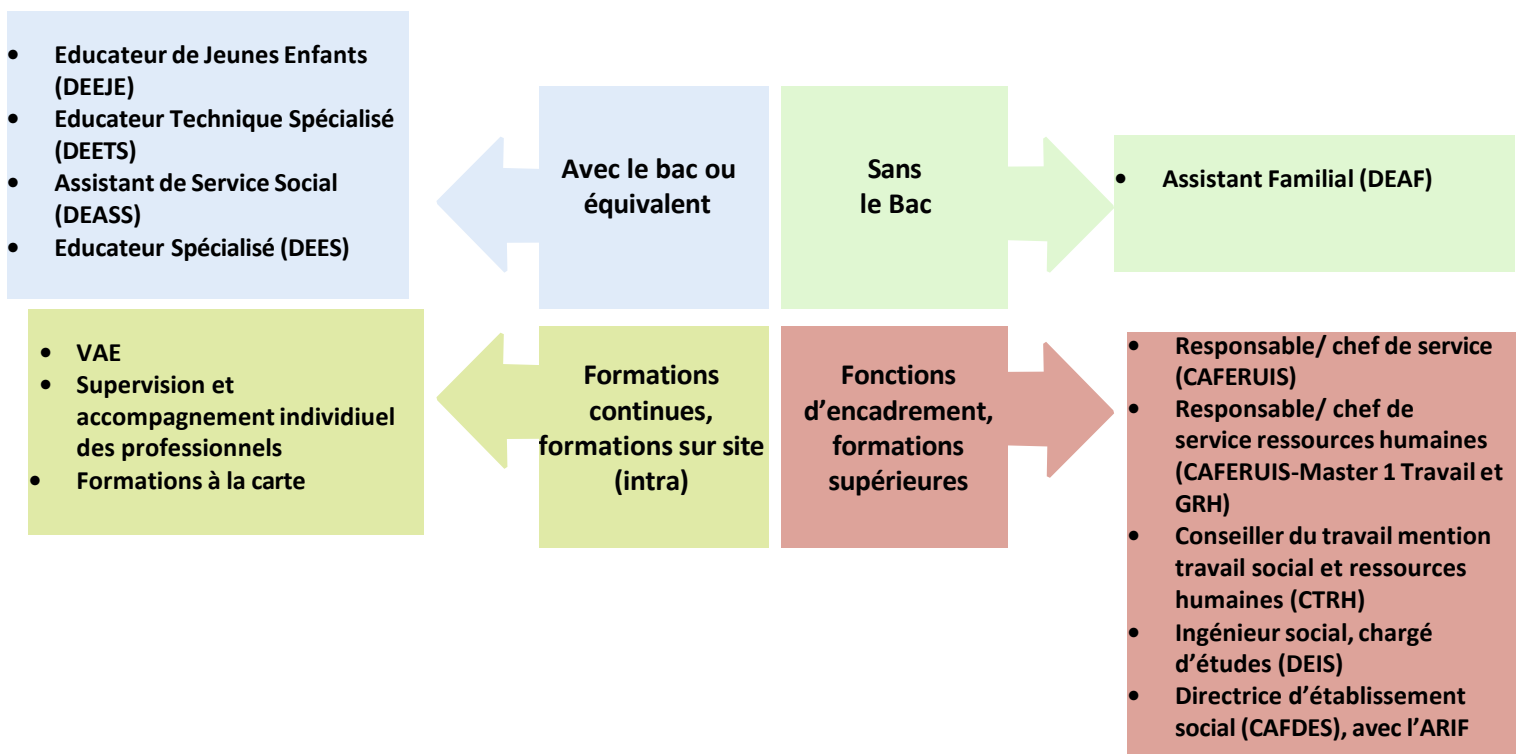 • Educateur de Jeunes Enfants
(DEEJE)
• Educateur Technique Spécialisé
(DEETS)
• Assistant de Service Social
(DEASS)
• Educateur Spécialisé (DEES)
Avec le bac ou
équivalent
Sans
le Bac
• Assistant Familial (DEAF)
• VAE
• Supervision et
accompagnement individiuel
des professionnels
• Formations à la carte
Formations
continues,
formations sur site
(intra)
Fonctions
d’encadrement,
formations
supérieures
• Responsable/ chef de service
(CAFERUIS)
• Responsable/ chef de
service ressources humaines
(CAFERUIS-Master 1 Travail et
GRH)
• Conseiller du travail mention
travail social et ressources
humaines (CTRH)
• Ingénieur social, chargé
d’études (DEIS)
• Directrice d’établissement
social (CAFDES), avec l’ARIF